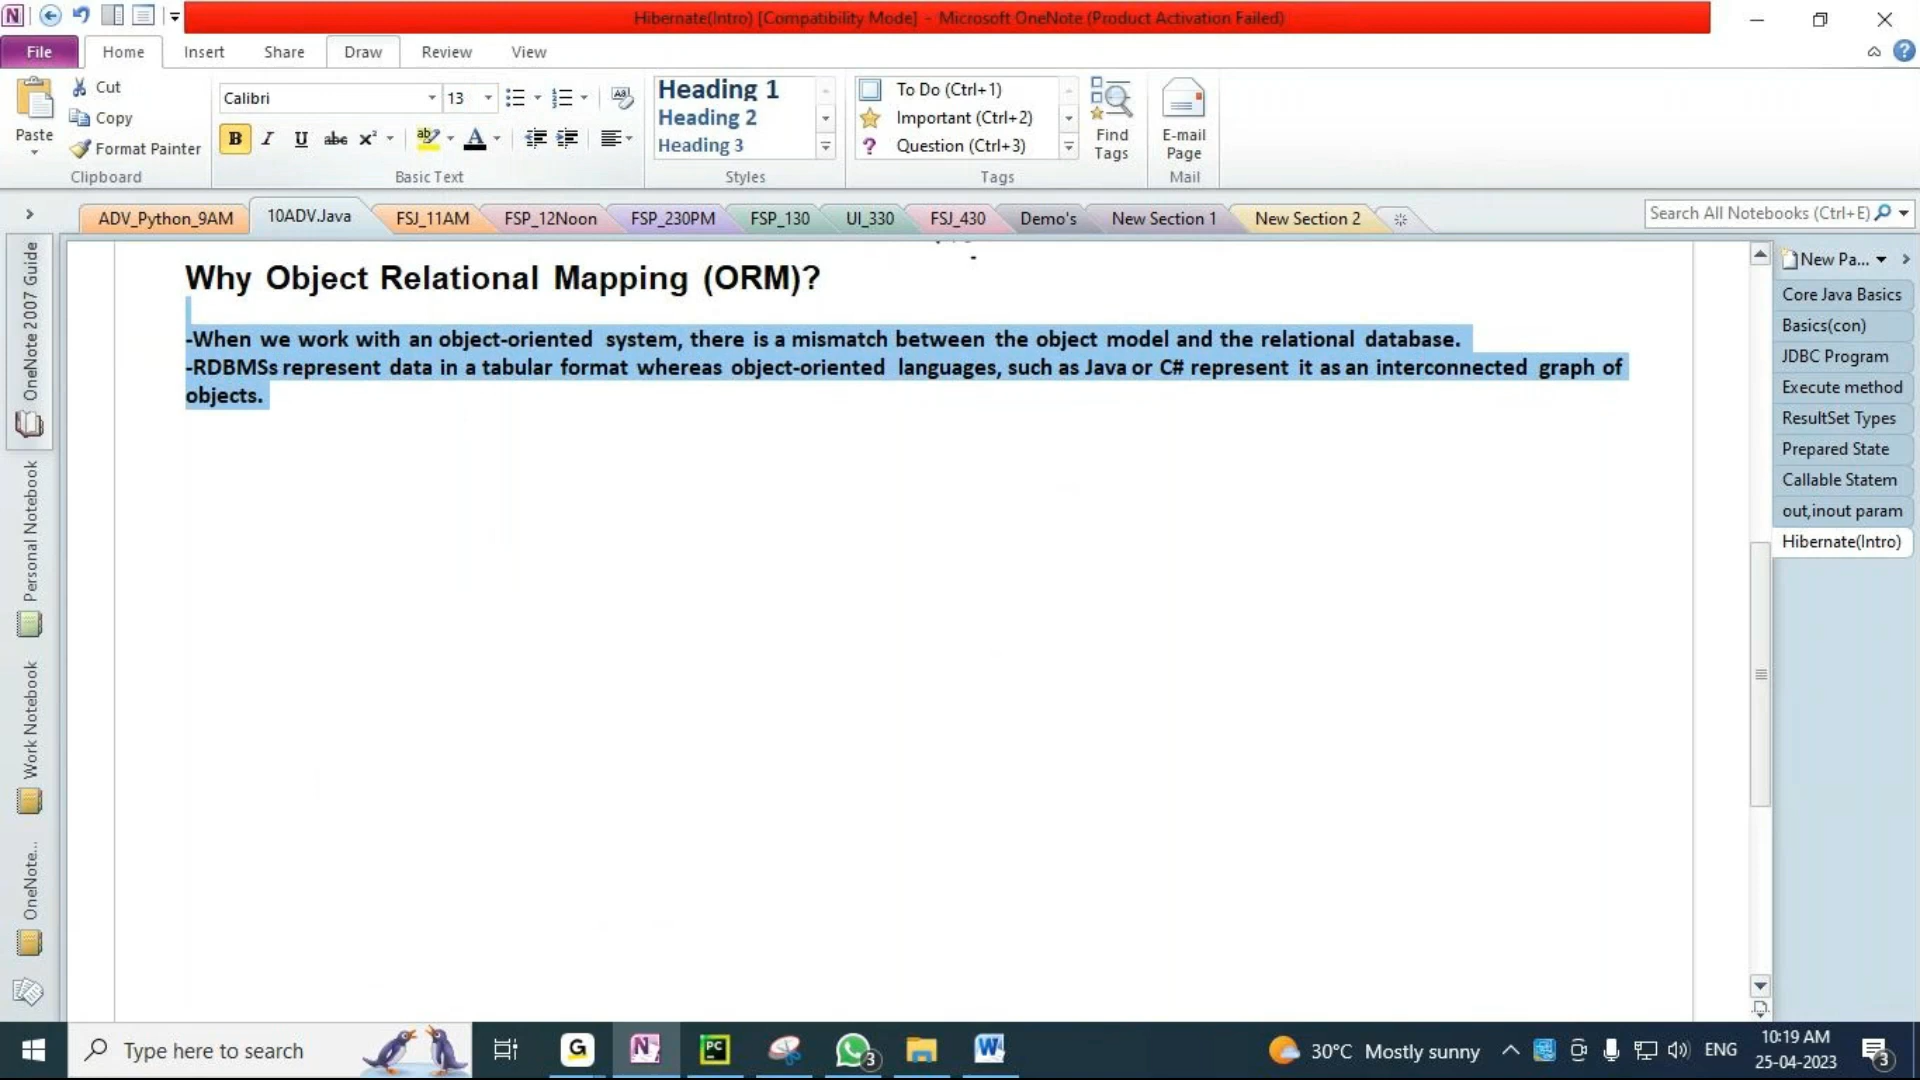 Hibernate(Intro) [Compatibility Mode] - Microsoft OneNote (Product Activation Failed)
File Home Insert Share Draw Review View
Paste
Cut
Copy
Format Painter
Clipboard
Calibri 13
B I U abc x² ab A
Basic Text
Heading 1
Heading 2
Heading 3
Styles
To Do (Ctrl+1)
Important (Ctrl+2)
? Question (Ctrl+3)
Tags
Find
Tags
E-mail
Page
Mail
ADV_Python_9AM 10ADV.Java FSJ_11AM FSP_12Noon FSP_230PM FSP_130 UI_330 FSJ_430 Demo's New Section 1 New Section 2
Search All Notebooks (Ctrl+E)
OneNote 2007 Guide
Personal Notebook
Work Notebook
OneNote...
Why Object Relational Mapping (ORM)?
-When we work with an object-oriented system, there is a mismatch between the object model and the relational database.
-RDBMSs represent data in a tabular format whereas object-oriented languages, such as Java or C# represent it as an interconnected graph of
objects.
New Pa...
Core Java Basics
Basics(con)
JDBC Program
Execute method
ResultSet Types
Prepared State
Callable Statem
out,inout param
Hibernate(Intro)
Type here to search
G
N
PC
3
W
30°C Mostly sunny
ENG
10:19 AM
25-04-2023
3